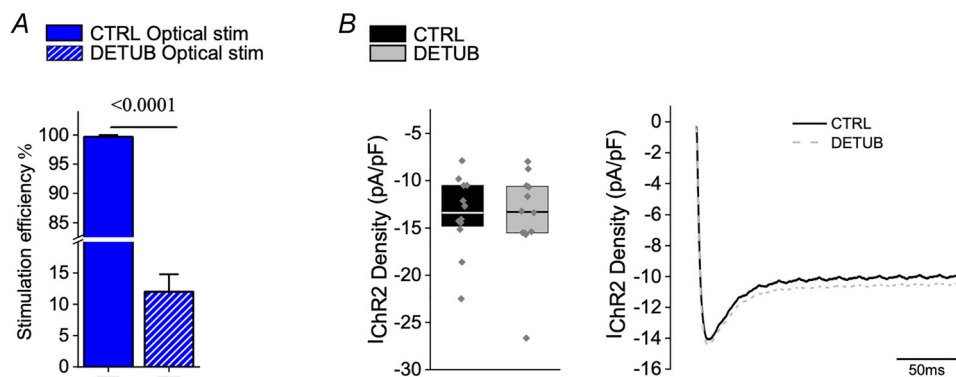 A
CTRL Optical stim
DETUB Optical stim
<0.0001
Stimulation efficiency %
100
95
90
85
15
10
5
0
B
CTRL
DETUB
IChR2 Density (pA/pF)
-5
-10
-15
-20
-25
-30
IChR2 Density (pA/pF)
0
-2
-4
-6
-8
-10
-12
-14
-16
CTRL
DETUB
50ms